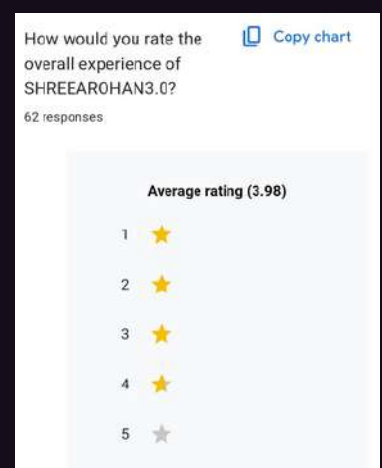 How would you rate the
overall experience of
SHREEAROHAN3.0?
Copy chart
62 responses
Average rating (3.98)
1
2
3
4
5